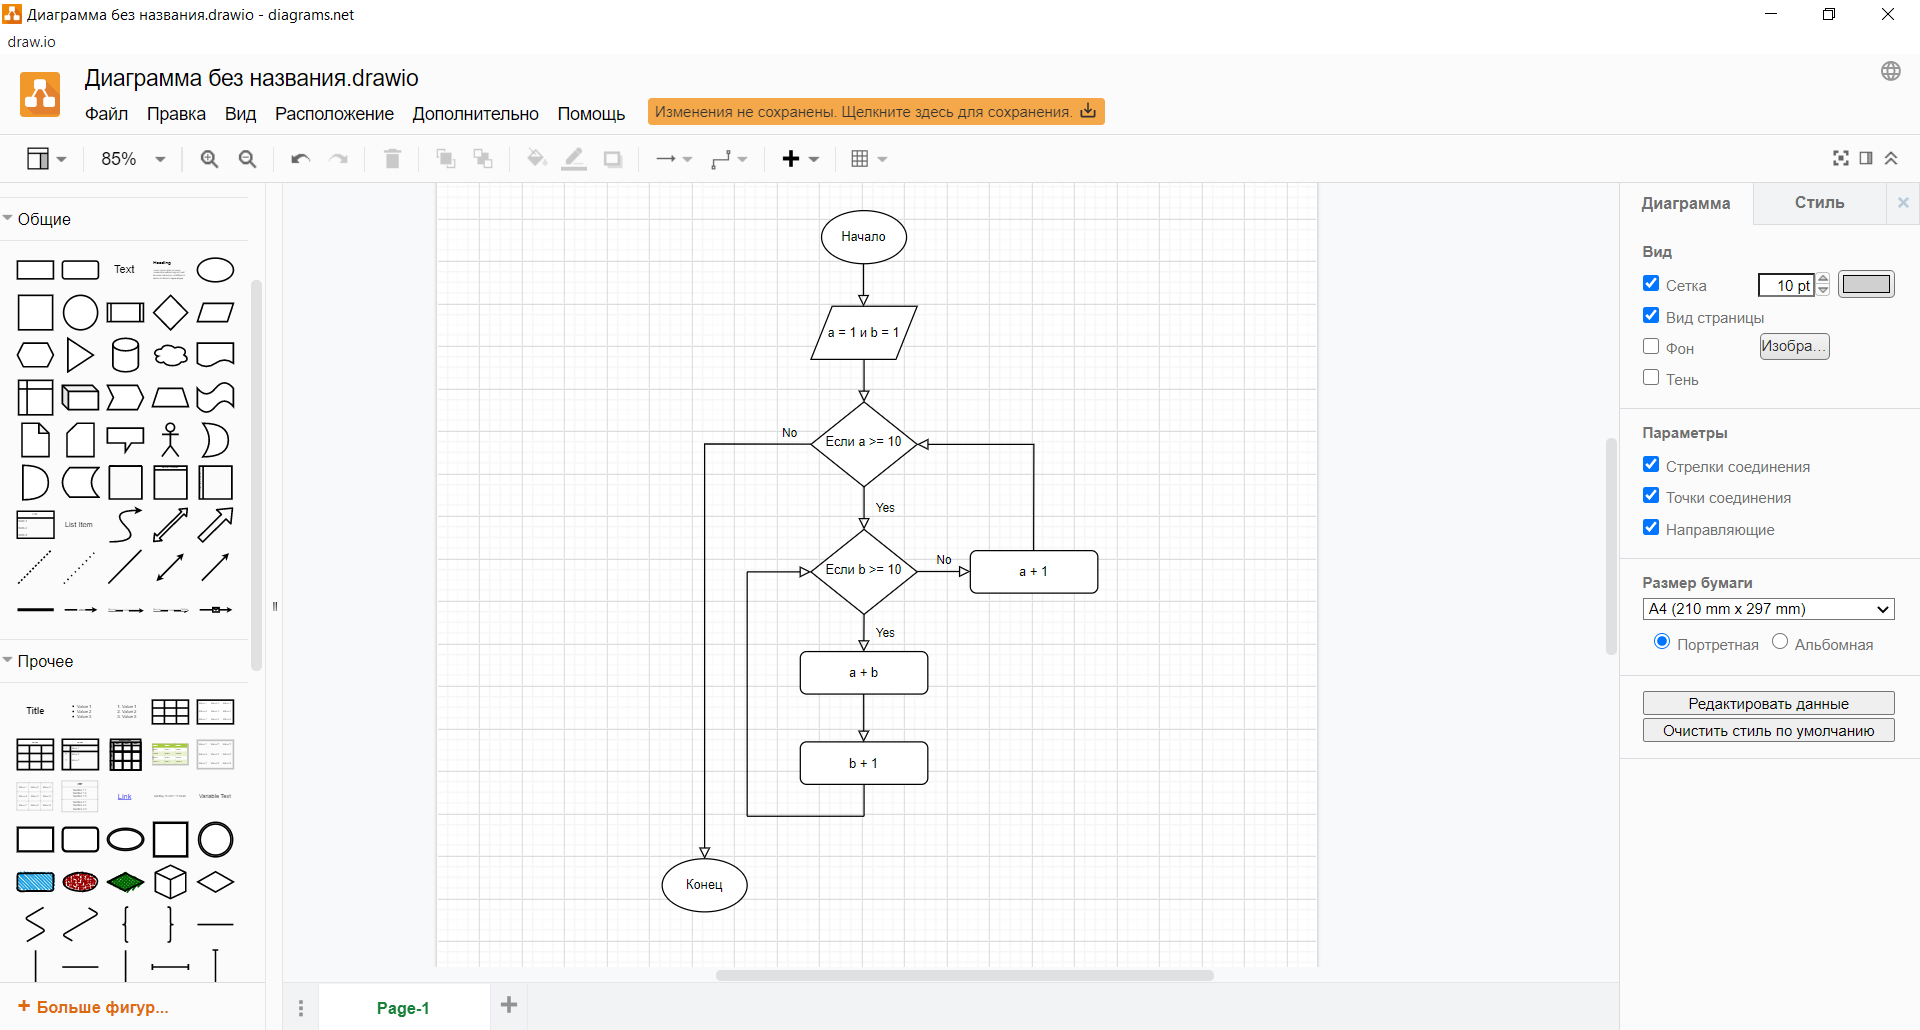 Диаграмма без названия.drawio - diagrams.net
draw.io
Диаграмма без названия.drawio
Файл Правка Вид Расположение Дополнительно Помощь
Изменения не сохранены. Щелкните здесь для сохранения.
85%
Общие
Text
Heading
List Item
Прочее
Title
Link
Variable Text
+ Больше фигур...
Начало
a = 1 и b = 1
Если a >= 10
No
Yes
Если b >= 10
No
a + 1
Yes
a + b
b + 1
Конец
Page-1
Диаграмма
Стиль
Вид
Сетка
10 pt
Вид страницы
Фон
Изобра...
Тень
Параметры
Стрелки соединения
Точки соединения
Направляющие
Размер бумаги
A4 (210 mm x 297 mm)
Портретная Альбомная
Редактировать данные
Очистить стиль по умолчанию